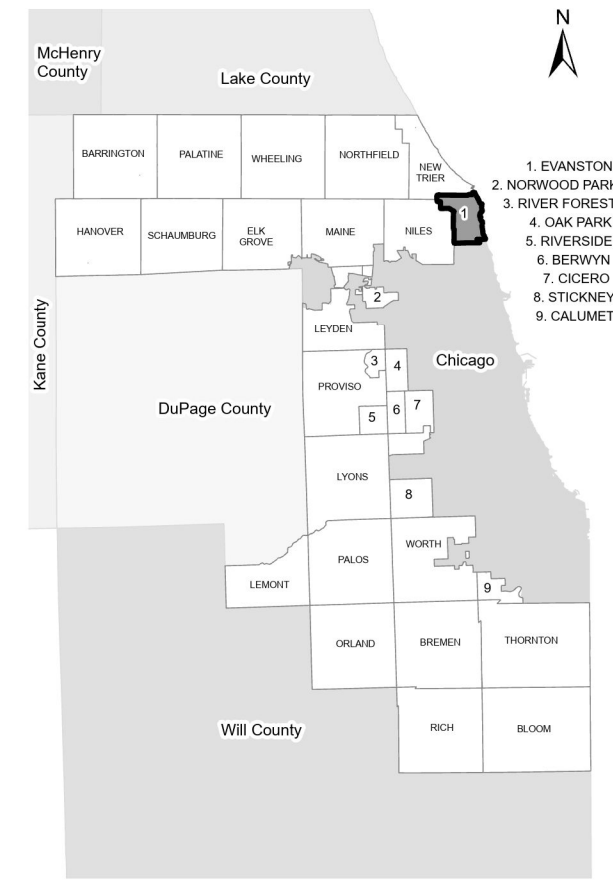 N
McHenry
County
Lake County
BARRINGTON
PALATINE
WHEELING
NORTHFIELD
NEW
TRIER
1. EVANSTON
2. NORWOOD PARK
3. RIVER FOREST
4. OAK PARK
5. RIVERSIDE
6. BERWYN
7. CICERO
8. STICKNEY
9. CALUMET
HANOVER
SCHAUMBURG
ELK
GROVE
MAINE
NILES
1
2
LEYDEN
Kane County
DuPage County
Chicago
PROVISO
3
4
5
6
7
LYONS
8
WORTH
PALOS
LEMONT
9
ORLAND
BREMEN
THORNTON
Will County
RICH
BLOOM